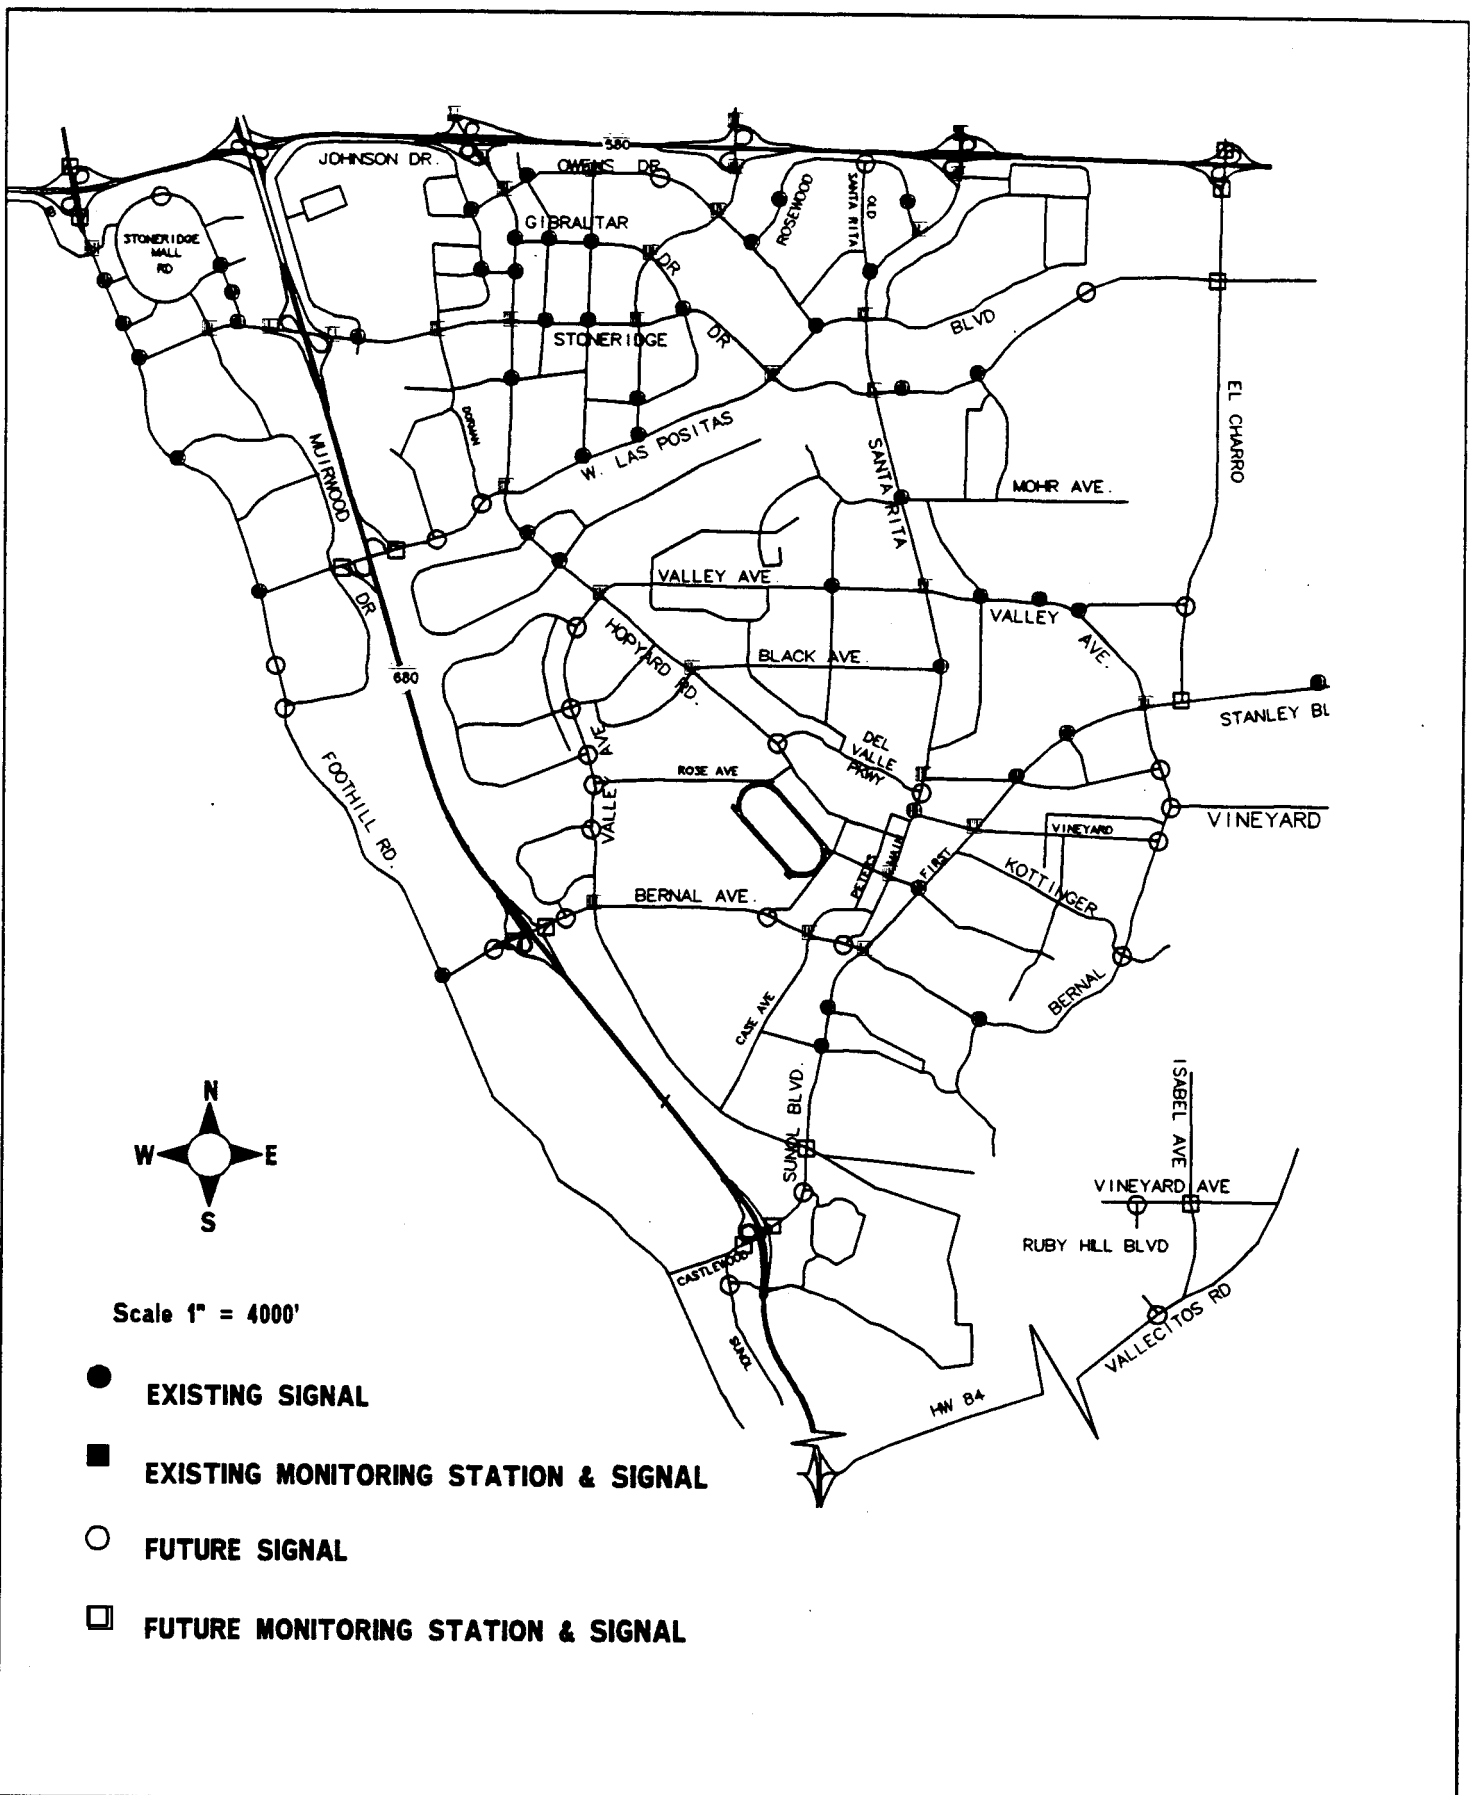 580
JOHNSON DR.
OWENS DR
ROSEWOOD
OLD
SANTA RITA
GIBRALTAR
DR
STONERIDGE
MALL
RD
STONERIDGE
DR
BLVD
EL CHARRO
DORMAN
W. LAS POSITAS
MUIRWOOD
DR
SANTA RITA
MOHR AVE.
VALLEY AVE
VALLEY
AVE.
HOPYARD RD.
BLACK AVE.
680
STANLEY BL
FOOTHILL RD.
VALLEY AVE
ROSE AVE
DEL
VALLE
PRWY
VINEYARD
VINEYARD
PETERS
MAIN
FIRST
KOTTINGER
BERNAL AVE.
BERNAL
CASE AVE
SUNOL BLVD.
ISABEL AVE
VINEYARD AVE
RUBY HILL BLVD
VALLECITOS RD
CASTLEWOOD
SUNOL
HW 84
N
W E
S
Scale 1" = 4000'
EXISTING SIGNAL
EXISTING MONITORING STATION & SIGNAL
FUTURE SIGNAL
FUTURE MONITORING STATION & SIGNAL